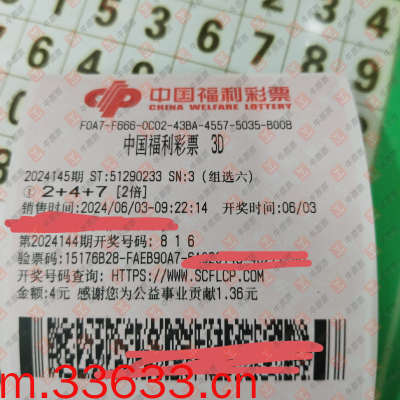 中国福利彩票
CHINA WELFARE LOTTERY
F0A7-F666-0C02-43BA-4557-5035-B00B
中国福利彩票 3D
2024145期 ST:51290233 SN:3 (组选六)
① 2+4+7 [2倍]
销售时间:2024/06/03-09:22:14 开奖时间:06/03
第2024144期开奖号码: 8 1 6
验票码:15176B28-FAEB90A7-
开奖号码查询: HTTPS://WWW.SCFLCP.COM
金额:4元 感谢您为公益事业贡献1.36元
m.33633.cn